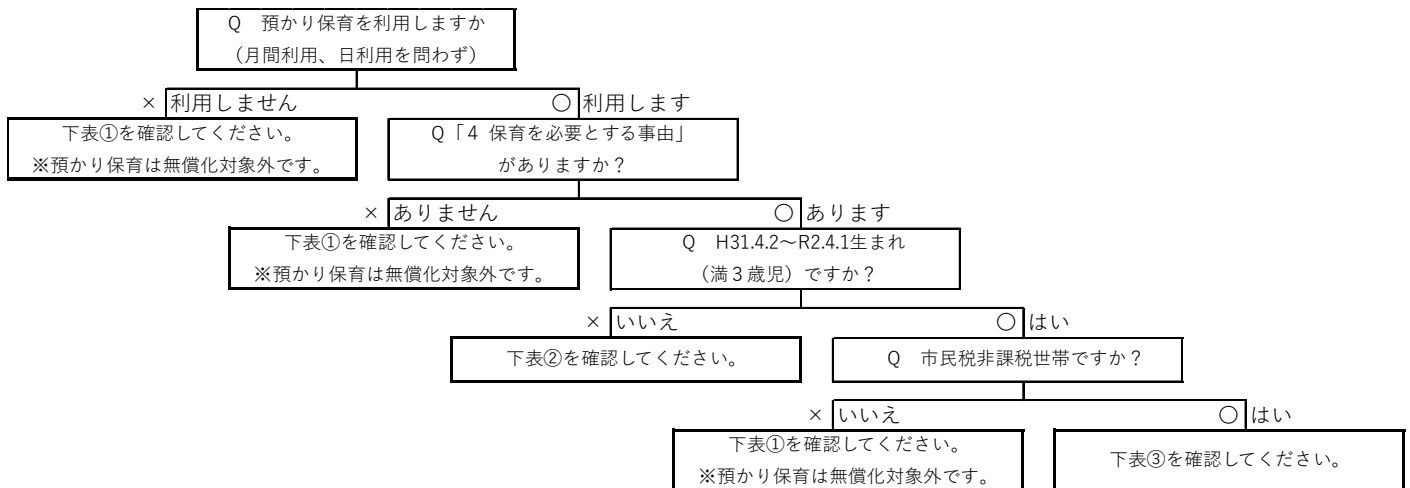 Q　預かり保育を利用しますか
（月間利用、日利用を問わず）
× 利用しません
○ 利用します
下表①を確認してください。
※預かり保育は無償化対象外です。
Q「4 保育を必要とする事由」
がありますか？
× ありません
○ あります
下表①を確認してください。
※預かり保育は無償化対象外です。
Q　H31.4.2～R2.4.1生まれ
（満３歳児）ですか？
× いいえ
○ はい
下表②を確認してください。
Q　市民税非課税世帯ですか？
× いいえ
○ はい
下表①を確認してください。
※預かり保育は無償化対象外です。
下表③を確認してください。